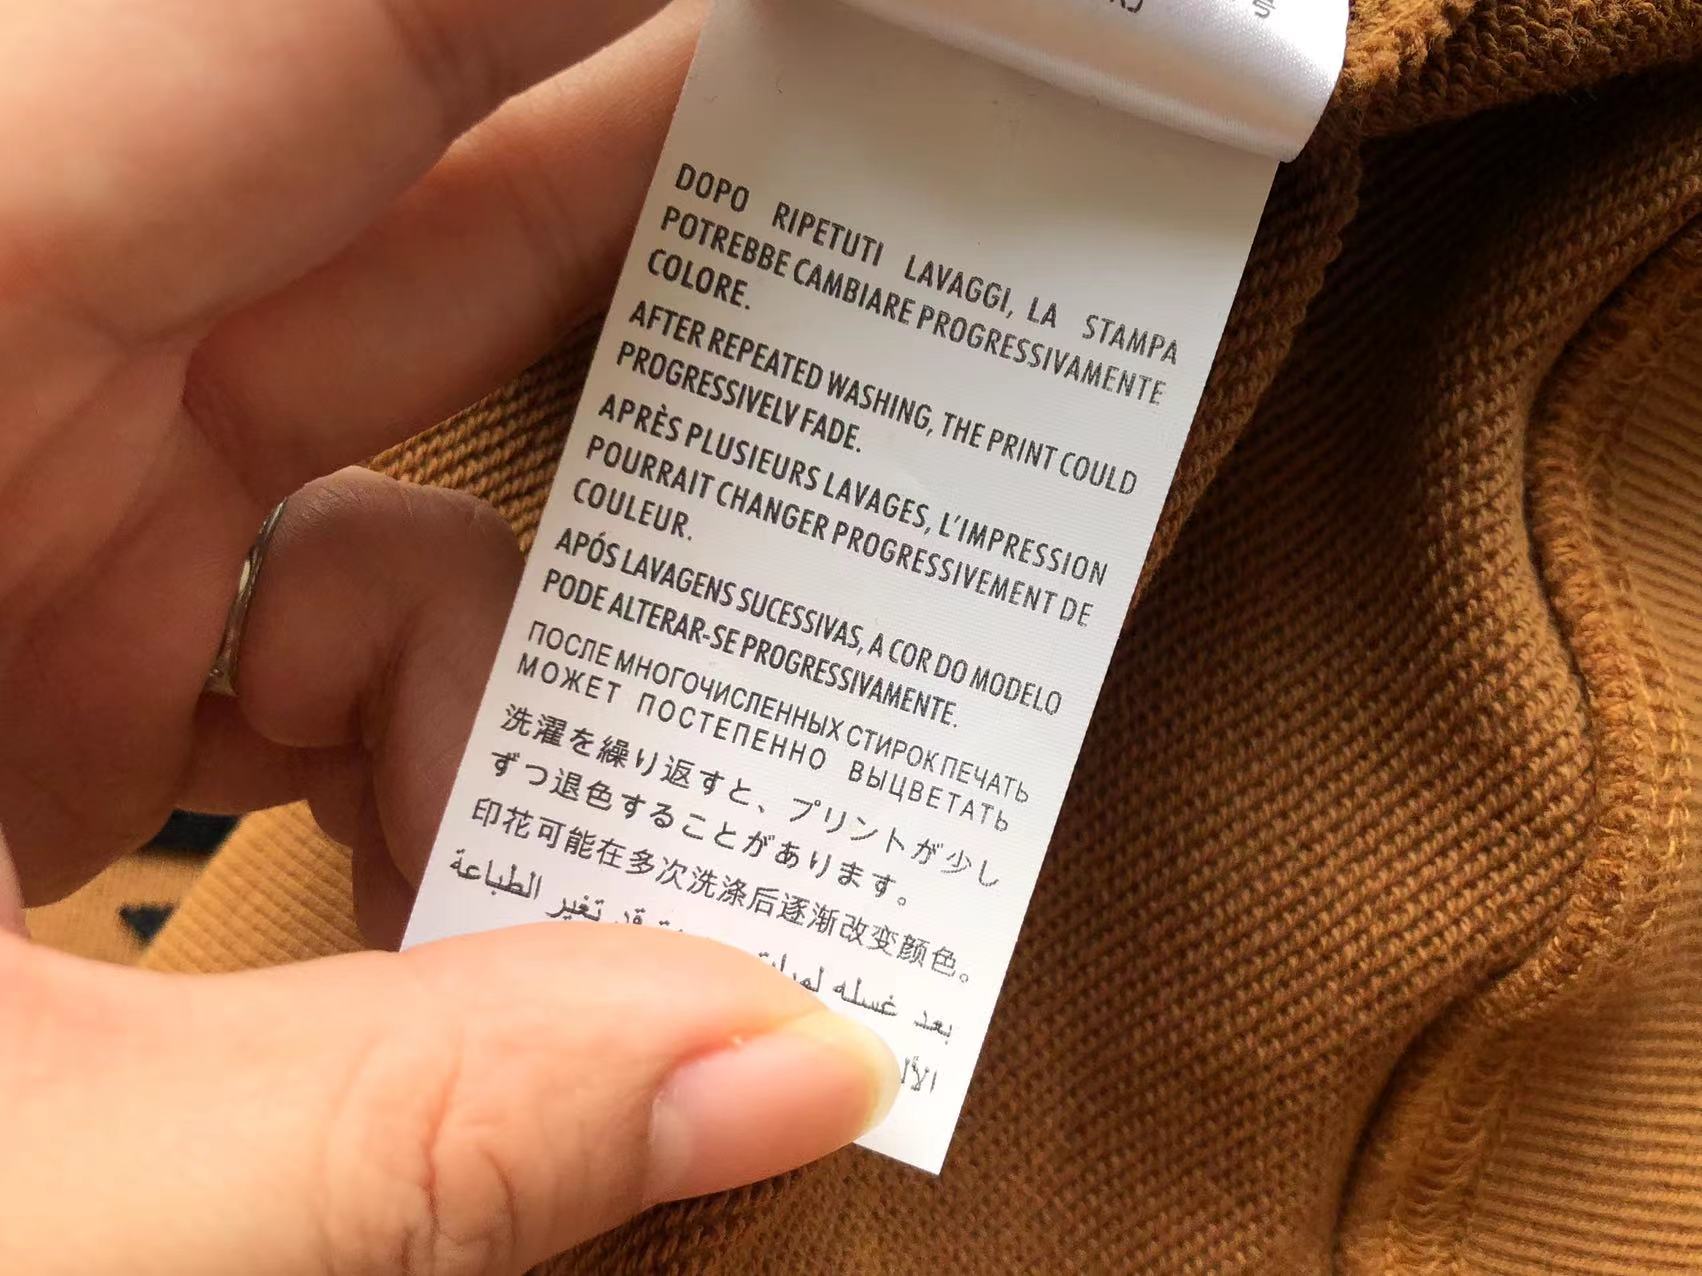 DOPO RIPETUTI LAVAGGI, LA STAMPA
POTREBBE CAMBIARE PROGRESSIVAMENTE
COLORE.
AFTER REPEATED WASHING, THE PRINT COULD
PROGRESSIVELV FADE.
APRÈS PLUSIEURS LAVAGES, L'IMPRESSION
POURRAIT CHANGER PROGRESSIVEMENT DE
COULEUR.
APÓS LAVAGENS SUCESSIVAS, A COR DO MODELO
PODE ALTERAR-SE PROGRESSIVAMENTE.
ПОСЛЕ МНОГОЧИСЛЕННЫХ СТИРОК ПЕЧАТЬ
МОЖЕТ ПОСТЕПЕННО ВЫЦВЕТАТЬ
洗濯を繰り返すと、プリントが少し
ずつ退色することがあります。
印花可能在多次洗涤后逐渐改变颜色。
قد تغير الطباعة
بعد غسله